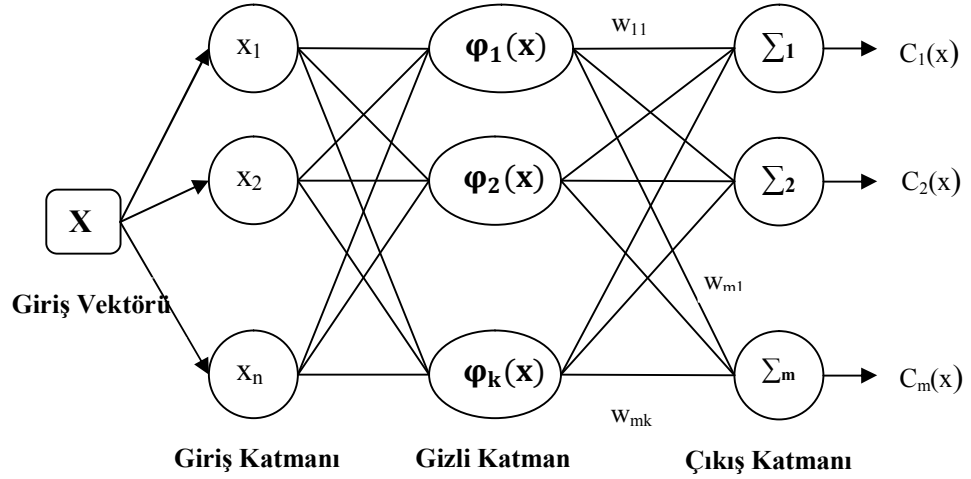 x₁ φ₁(x) w₁₁ ∑₁ C₁(x)
x₂ φ₂(x) ∑₂ C₂(x)
X
Giriş Vektörü
wₘ₁
xₙ φₖ(x) ∑ₘ Cₘ(x)
wₘₖ
Giriş Katmanı Gizli Katman Çıkış Katmanı